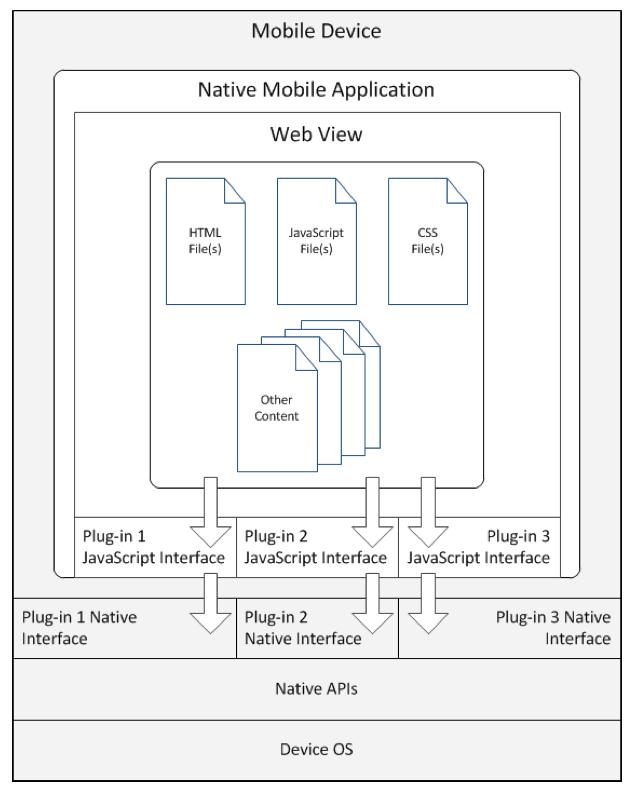 Mobile Device
Native Mobile Application
Web View
HTML
File(s)
JavaScript
File(s)
CSS
File(s)
Other
Content
Plug-in 1
JavaScript Interface
Plug-in 2
JavaScript Interface
Plug-in 3
JavaScript Interface
Plug-in 1 Native
Interface
Plug-in 2
Native Interface
Plug-in 3 Native
Interface
Native APIs
Device OS